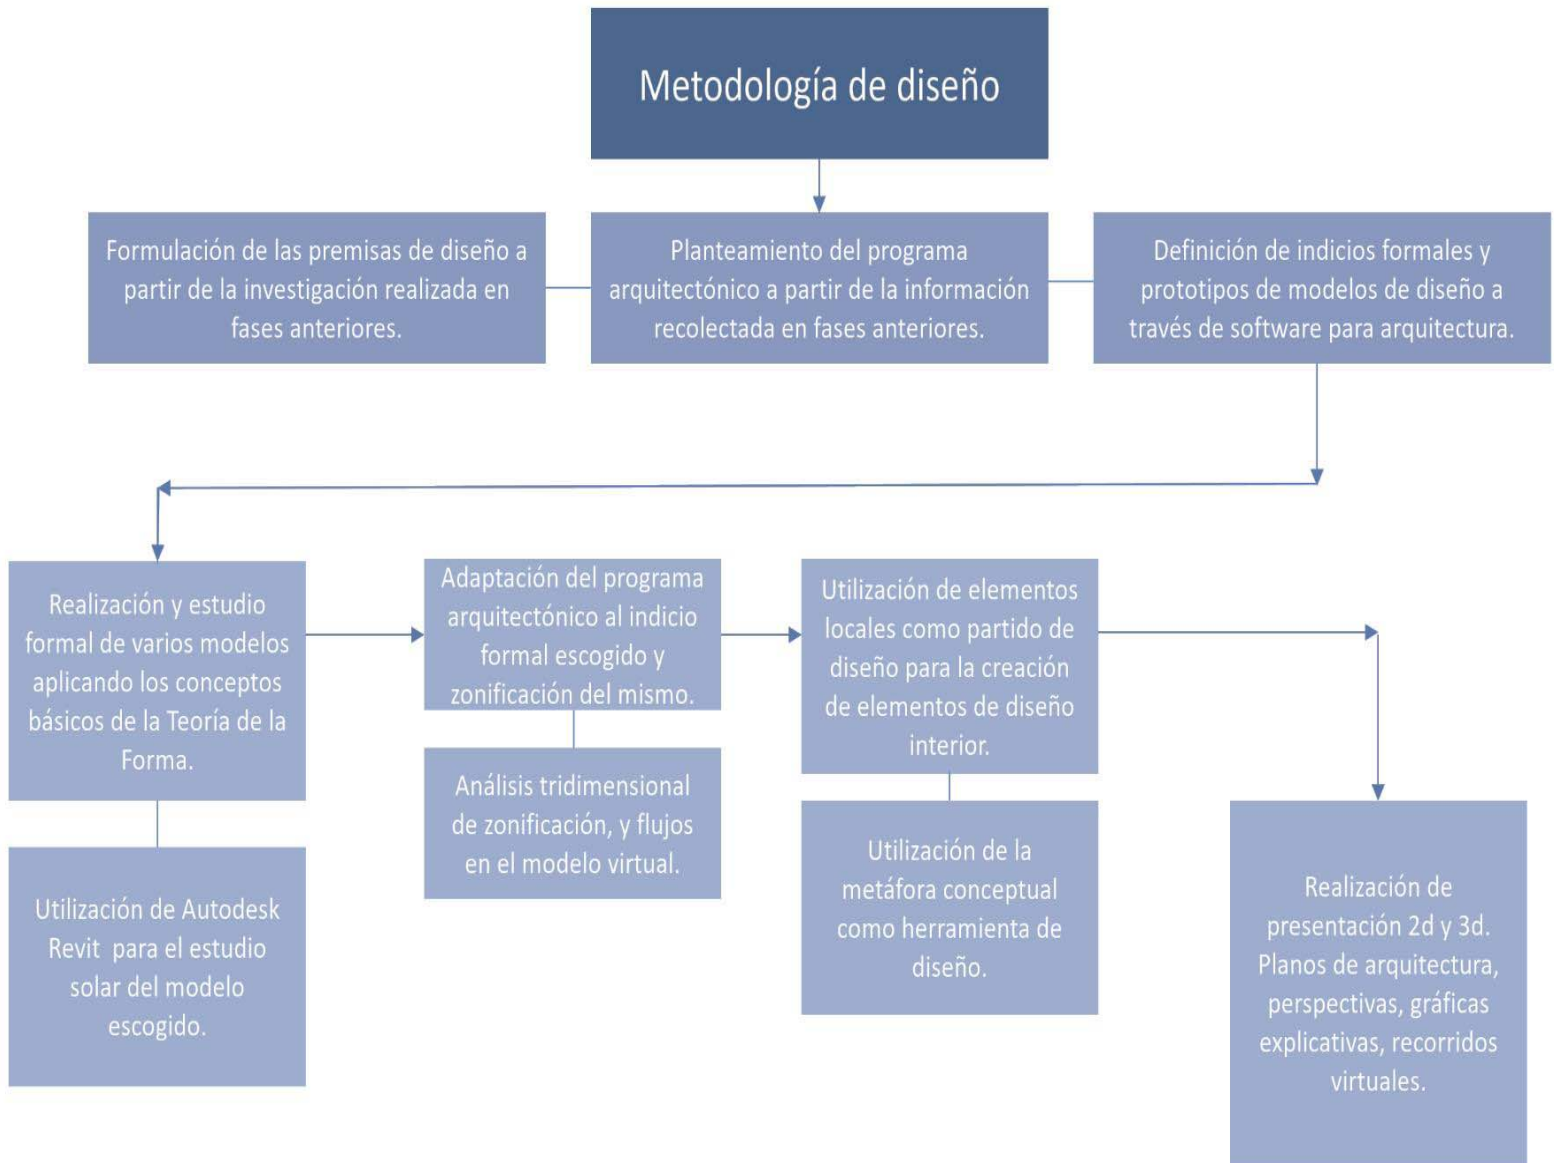 Metodología de diseño
Formulación de las premisas de diseño a
partir de la investigación realizada en
fases anteriores.
Planteamiento del programa
arquitectónico a partir de la información
recolectada en fases anteriores.
Definición de indicios formales y
prototipos de modelos de diseño a
través de software para arquitectura.
Realización y estudio
formal de varios modelos
aplicando los conceptos
básicos de la Teoría de la
Forma.
Utilización de Autodesk
Revit para el estudio
solar del modelo
escogido.
Adaptación del programa
arquitectónico al indicio
formal escogido y
zonificación del mismo.
Análisis tridimensional
de zonificación, y flujos
en el modelo virtual.
Utilización de elementos
locales como partido de
diseño para la creación
de elementos de diseño
interior.
Utilización de la
metáfora conceptual
como herramienta de
diseño.
Realización de
presentación 2d y 3d.
Planos de arquitectura,
perspectivas, gráficas
explicativas, recorridos
virtuales.